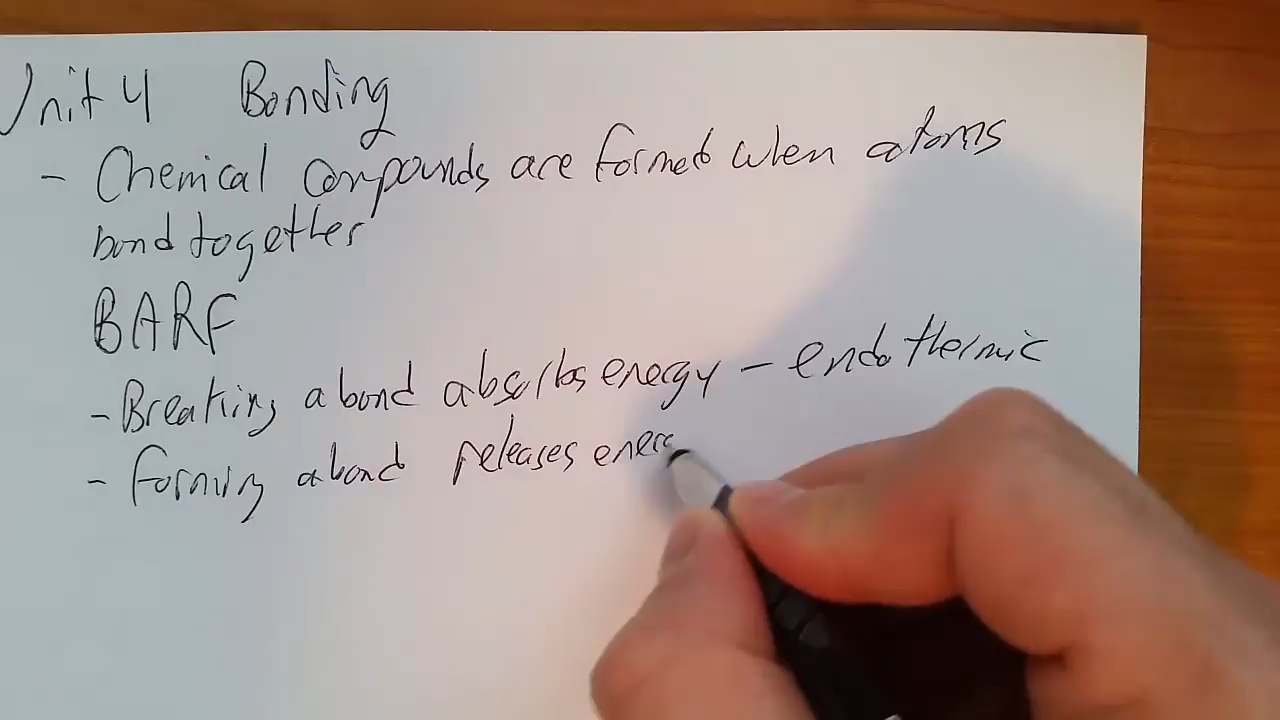 Unit 4 Bonding
- Chemical compounds are formed when atoms
bond together
BARF
- Breaking a bond absorbs energy - endothermic
- Forming a bond releases ener